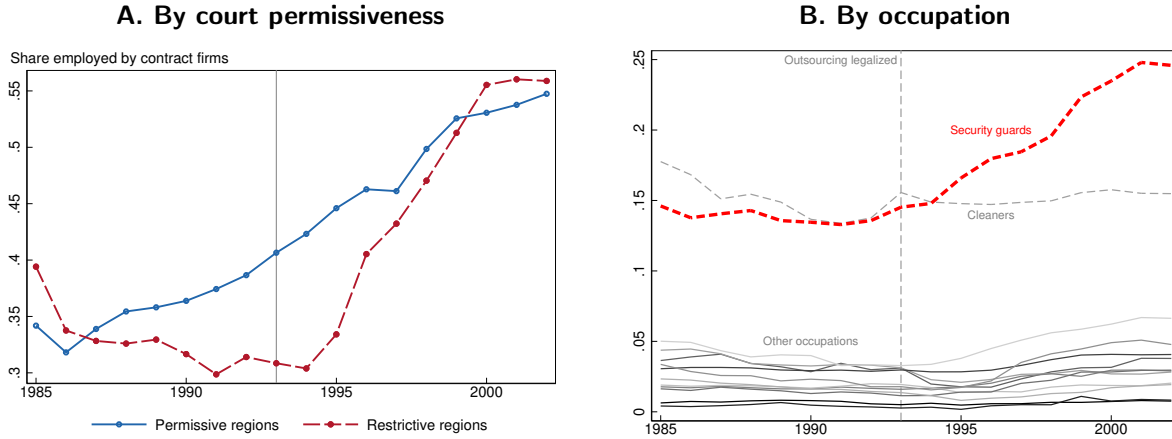 A. By court permissiveness
Share employed by contract firms
.55
.5
.45
.4
.35
.3
1985 1990 1995 2000
Permissive regions Restrictive regions
B. By occupation
.25
.2
.15
.1
.05
0
Outsourcing legalized
Security guards
Cleaners
Other occupations
1985 1990 1995 2000